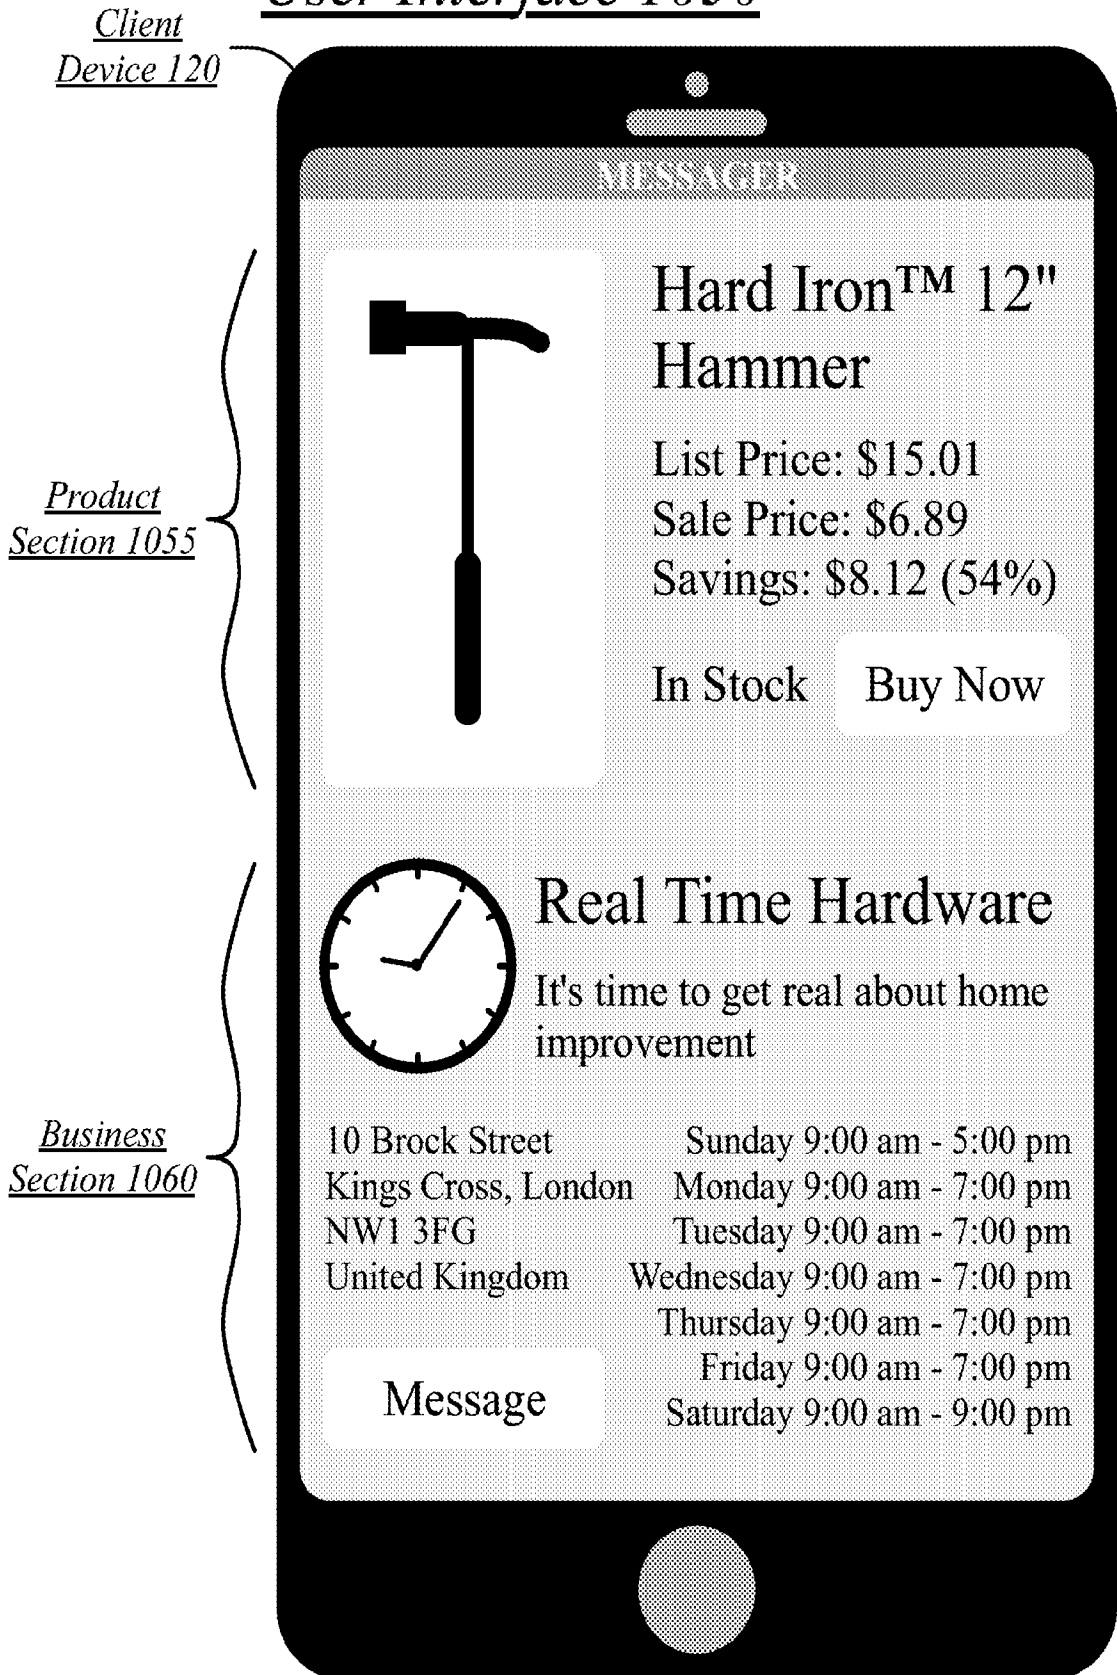 User Interface 1050
Client
Device 120
MESSAGER
Hard Iron™ 12"
Hammer
List Price: $15.01
Sale Price: $6.89
Savings: $8.12 (54%)
In Stock
Buy Now
Product
Section 1055
Real Time Hardware
It's time to get real about home
improvement
Business
Section 1060
10 Brock Street
Kings Cross, London
NW1 3FG
United Kingdom
Sunday 9:00 am - 5:00 pm
Monday 9:00 am - 7:00 pm
Tuesday 9:00 am - 7:00 pm
Wednesday 9:00 am - 7:00 pm
Thursday 9:00 am - 7:00 pm
Friday 9:00 am - 7:00 pm
Saturday 9:00 am - 9:00 pm
Message